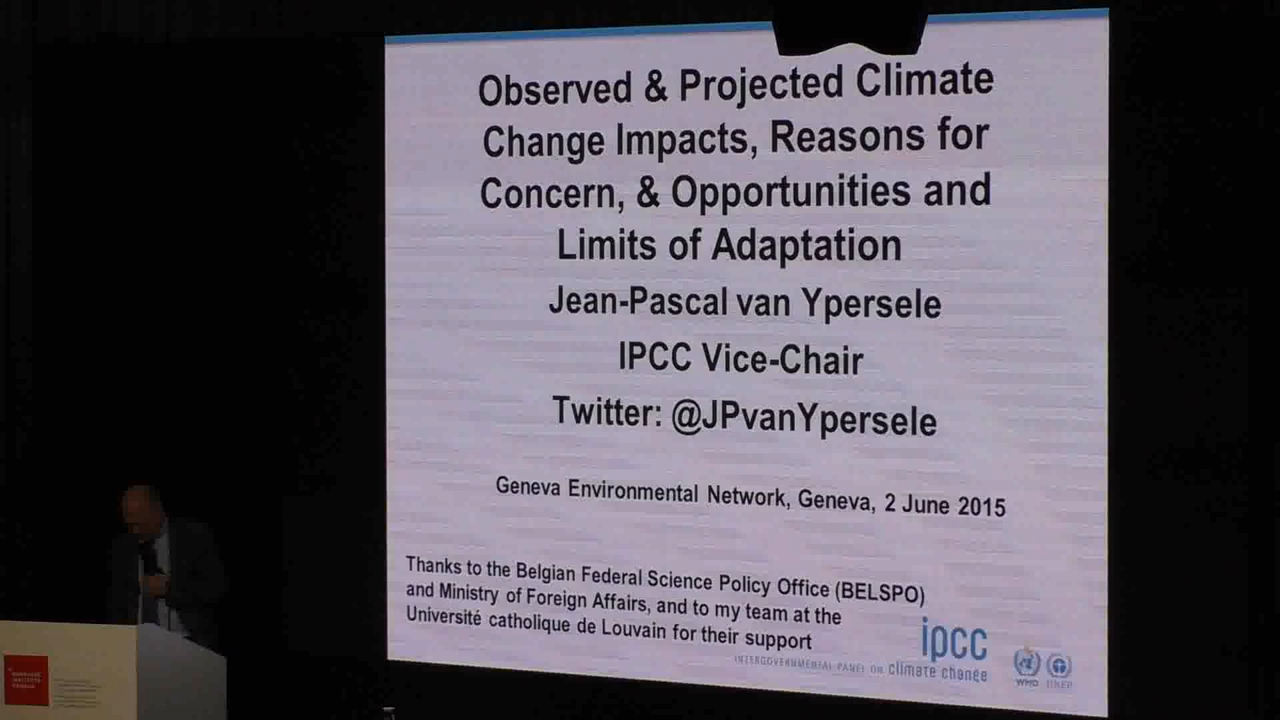 Observed & Projected Climate
Change Impacts, Reasons for
Concern, & Opportunities and
Limits of Adaptation
Jean-Pascal van Ypersele
IPCC Vice-Chair
Twitter: @JPvanYpersele
Geneva Environmental Network, Geneva, 2 June 2015
Thanks to the Belgian Federal Science Policy Office (BELSPO)
and Ministry of Foreign Affairs, and to my team at the
Université catholique de Louvain for their support
ipcc
INTERGOVERNMENTAL PANEL ON climate change
WMO UNEP